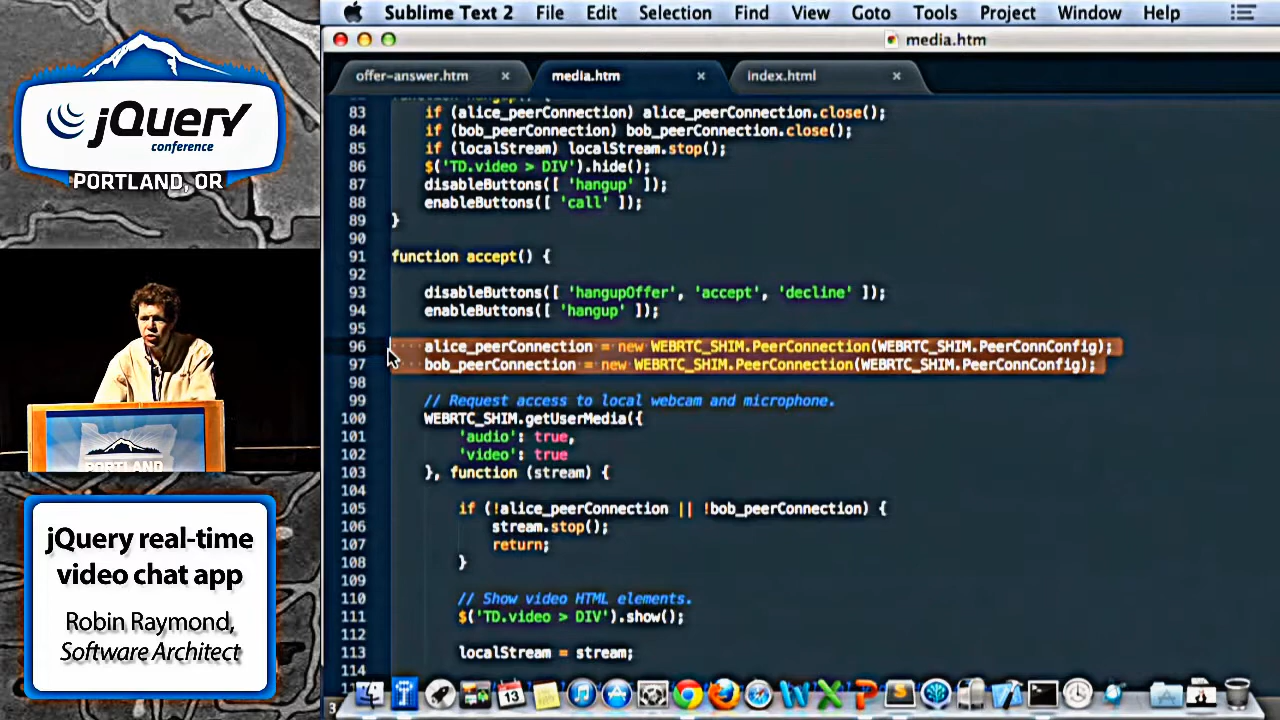 jQuery
conference
PORTLAND, OR
PORTLAND
jQuery real-time
video chat app
Robin Raymond,
Software Architect
Sublime Text 2 File Edit Selection Find View Goto Tools Project Window Help
media.htm
offer-answer.htm × media.htm × index.html ×
83 if (alice_peerConnection) alice_peerConnection.close();
84 if (bob_peerConnection) bob_peerConnection.close();
85 if (localStream) localStream.stop();
86 $('TD.video > DIV').hide();
87 disableButtons([ 'hangup' ]);
88 enableButtons([ 'call' ]);
89 }
90
91 function accept() {
92
93 disableButtons([ 'hangupOffer', 'accept', 'decline' ]);
94 enableButtons([ 'hangup' ]);
95
96 alice_peerConnection = new WEBRTC_SHIM.PeerConnection(WEBRTC_SHIM.PeerConnConfig);
97 bob_peerConnection = new WEBRTC_SHIM.PeerConnection(WEBRTC_SHIM.PeerConnConfig);
98
99 // Request access to local webcam and microphone.
100 WEBRTC_SHIM.getUserMedia({
101 'audio': true,
102 'video': true
103 }, function (stream) {
104
105 if (!alice_peerConnection || !bob_peerConnection) {
106 stream.stop();
107 return;
108 }
109
110 // Show video HTML elements.
111 $('TD.video > DIV').show();
112
113 localStream = stream;
114
13